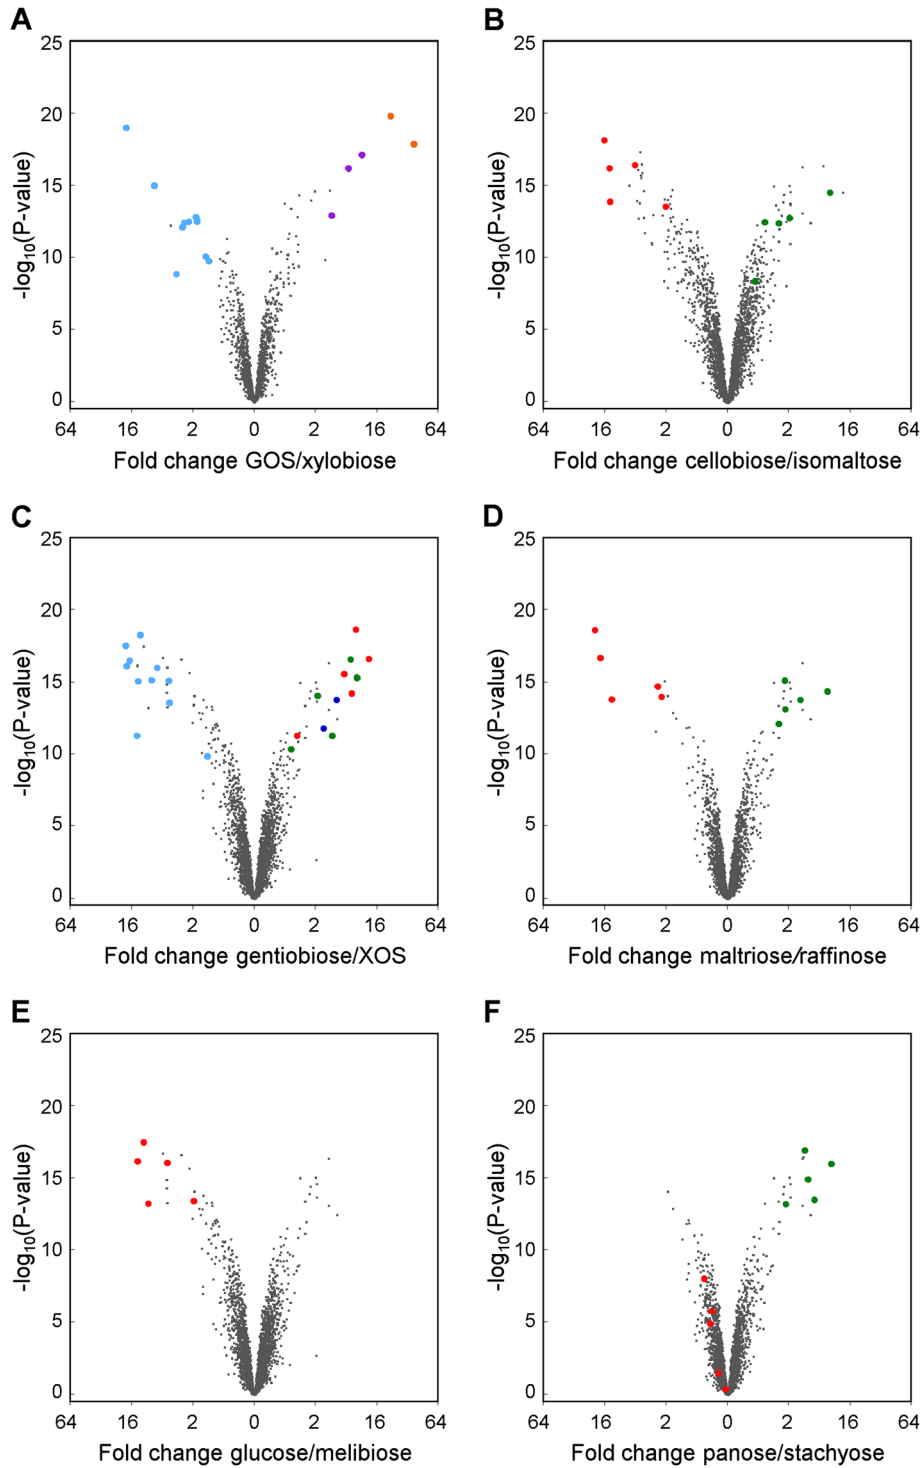 A
25
20
15
10
5
0
-log10(P-value)
64 16 2 0 2 16 64
Fold change GOS/xylobiose
B
25
20
15
10
5
0
-log10(P-value)
64 16 2 0 2 16 64
Fold change cellobiose/isomaltose
C
25
20
15
10
5
0
-log10(P-value)
64 16 2 0 2 16 64
Fold change gentiobiose/XOS
D
25
20
15
10
5
0
-log10(P-value)
64 16 2 0 2 16 64
Fold change maltriose/raffinose
E
25
20
15
10
5
0
-log10(P-value)
64 16 2 0 2 16 64
Fold change glucose/melibiose
F
25
20
15
10
5
0
-log10(P-value)
64 16 2 0 2 16 64
Fold change panose/stachyose